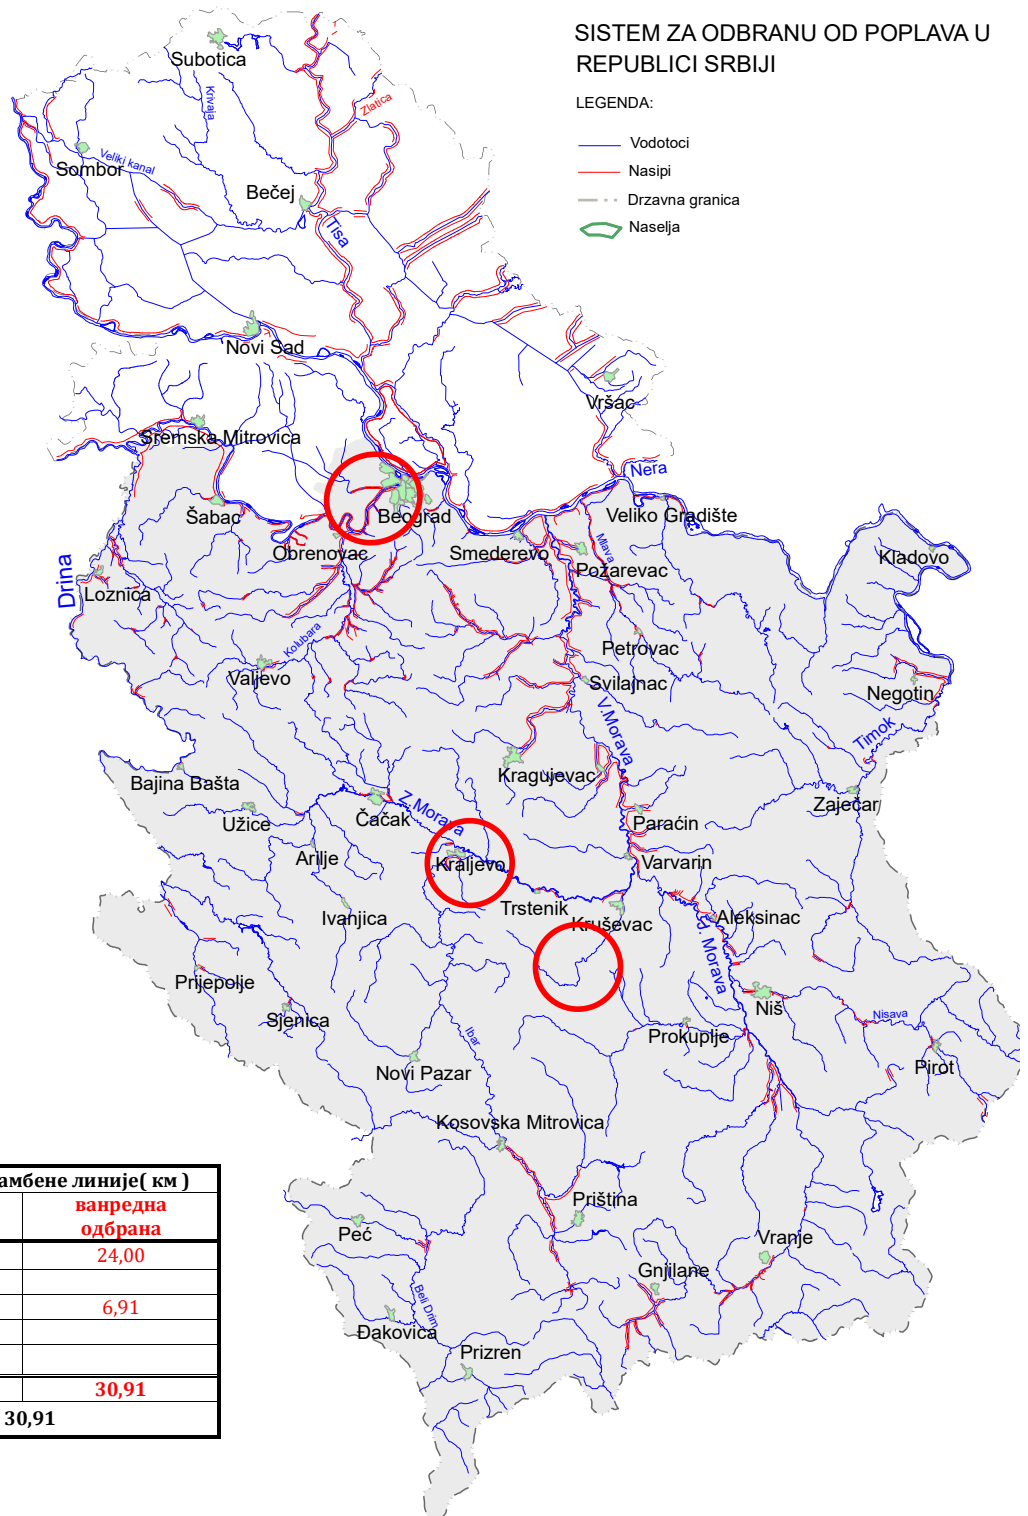 SISTEM ZA ODBRANU OD POPLAVA U
REPUBLICI SRBIJI
LEGENDA:
Vodotoci
Nasipi
Drzavna granica
Naselja
Subotica
Krivaja
Zlatica
Sombor
Veliki kanal
Bečej
Tisa
Novi Sad
Vršac
Sremska Mitrovica
Nera
Šabac
Beograd
Veliko Gradište
Obrenovac
Smederevo
Mlava
Požarevac
Kladovo
Drina
Loznica
Kolubara
Petrovac
Valjevo
Svilajnac
Negotin
V.Morava
Timok
Bajina Bašta
Kragujevac
Zaječar
Užice
Čačak
Z.Morava
Paraćin
Arilje
Kraljevo
Varvarin
Ivanjica
Trstenik
Kruševac
Aleksinac
J. Morava
Prijepolje
Niš
Sjenica
Ibar
Prokuplje
Nisava
Novi Pazar
Pirot
Kosovska Mitrovica
Priština
Peć
Vranje
Gnjilane
Beli Drim
Đakovica
Prizren
амбене линије( км )
ванредна
одбрана
24,00
6,91
30,91
30,91